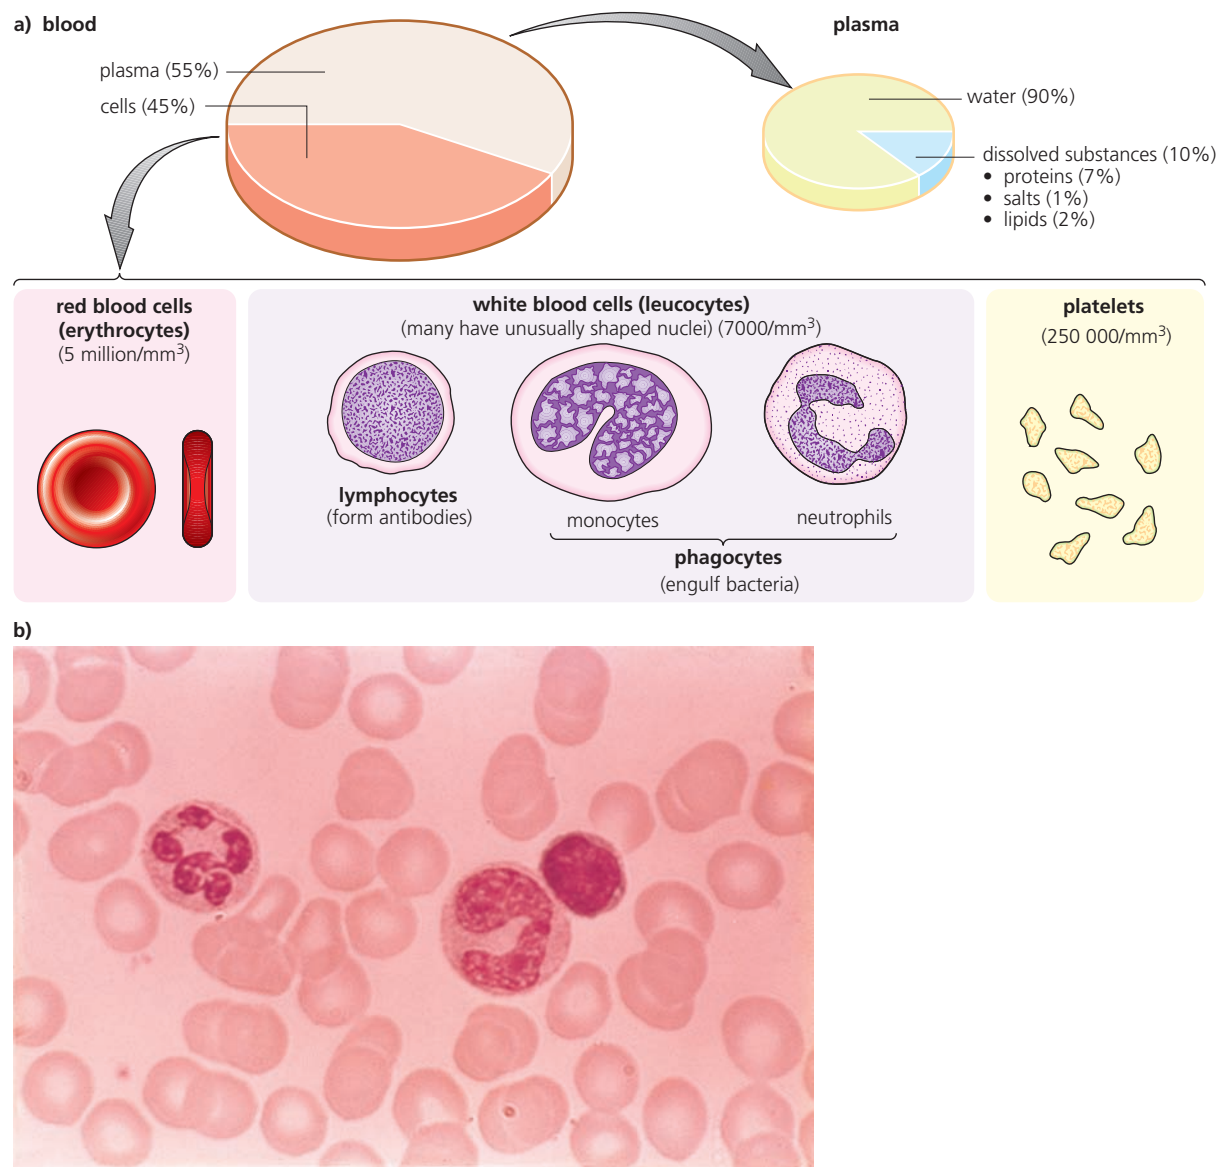 a) blood
plasma
plasma (55%)
cells (45%)
water (90%)
dissolved substances (10%)
• proteins (7%)
• salts (1%)
• lipids (2%)
red blood cells
(erythrocytes)
(5 million/mm³)
white blood cells (leucocytes)
(many have unusually shaped nuclei) (7000/mm³)
lymphocytes
(form antibodies)
monocytes
neutrophils
phagocytes
(engulf bacteria)
platelets
(250 000/mm³)
b)